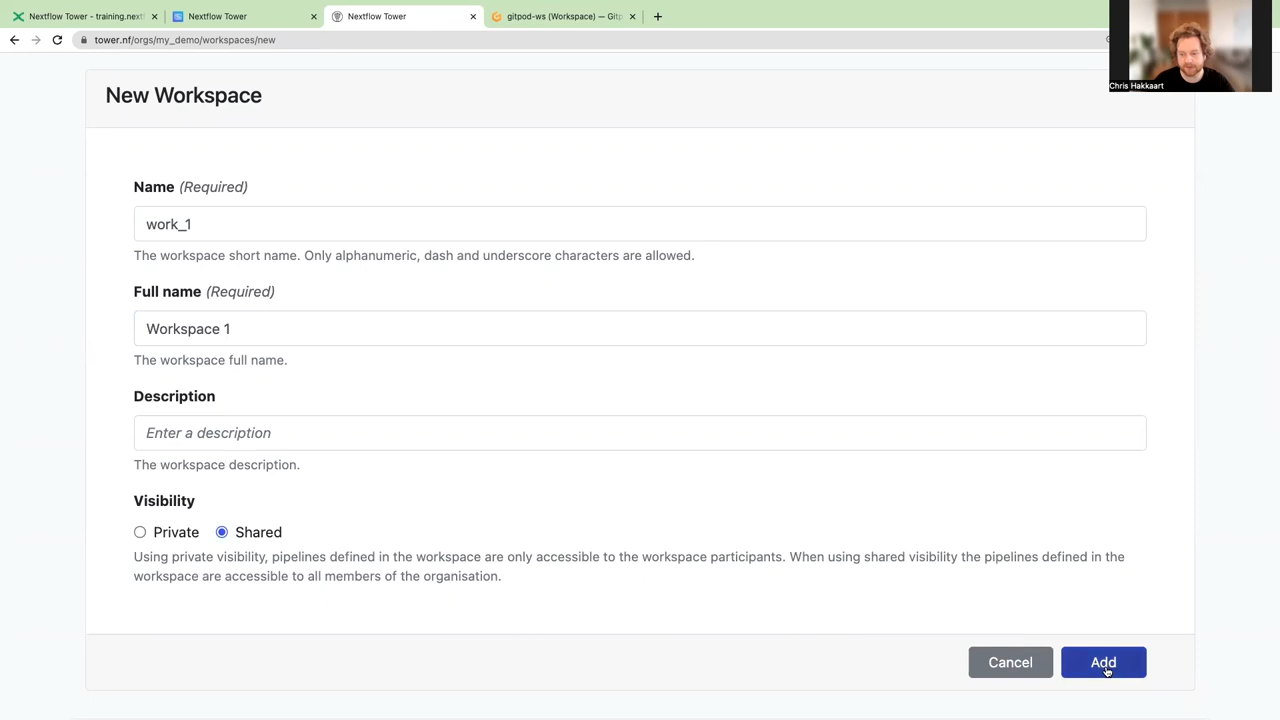 Nextflow Tower - training.nextf
Nextflow Tower
Nextflow Tower
gitpod-ws (Workspace) — Gitp
tower.nf/orgs/my_demo/workspaces/new
Chris Hakkaart
New Workspace
Name (Required)
work_1
The workspace short name. Only alphanumeric, dash and underscore characters are allowed.
Full name (Required)
Workspace 1
The workspace full name.
Description
Enter a description
The workspace description.
Visibility
Private Shared
Using private visibility, pipelines defined in the workspace are only accessible to the workspace participants. When using shared visibility the pipelines defined in the
workspace are accessible to all members of the organisation.
Cancel Add